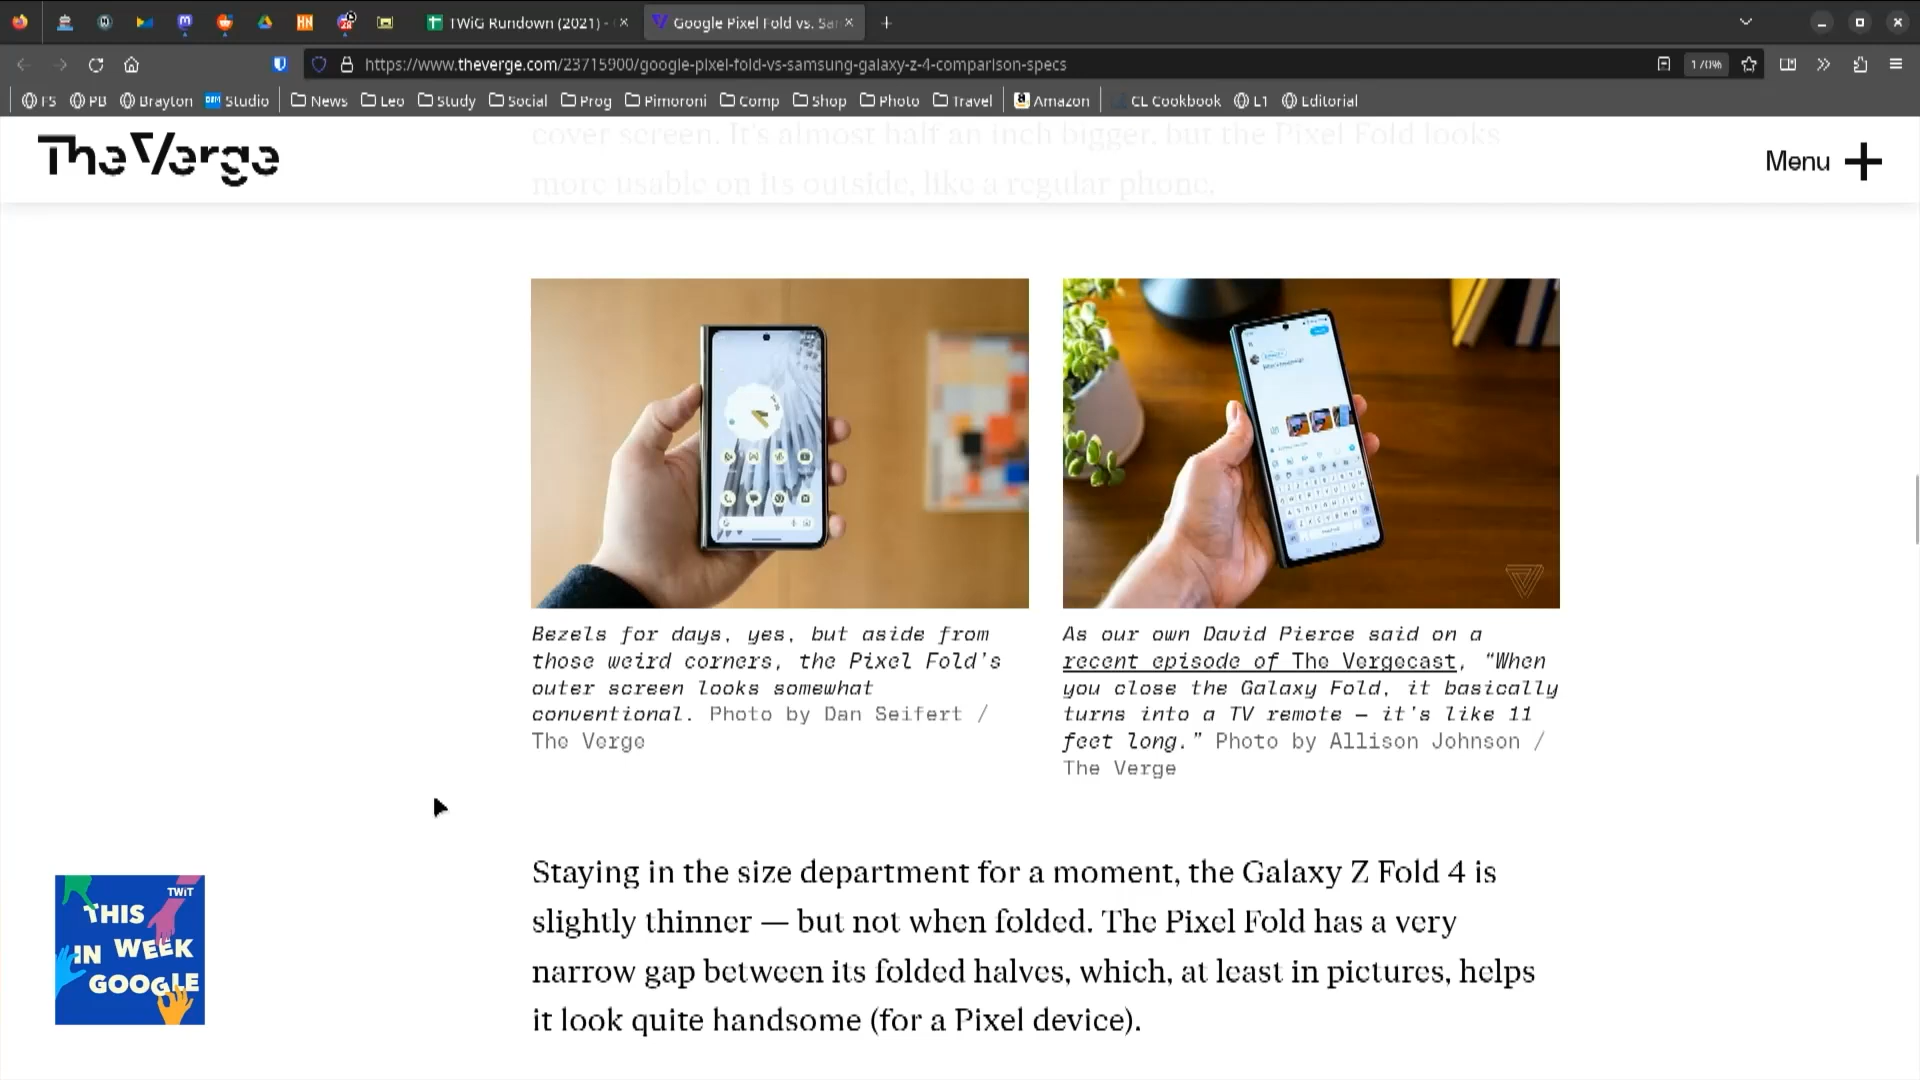 TWiG Rundown (2021) -
Google Pixel Fold vs. Sa
https://www.theverge.com/23715900/google-pixel-fold-vs-samsung-galaxy-z-4-comparison-specs
170%
FS PB Brayton Studio News Leo Study Social Prog Pimoroni Comp Shop Photo Travel Amazon CL Cookbook L1 Editorial
The Verge
Menu
cover screen. It's almost half an inch bigger, but the Pixel Fold looks
more usable on its outside, like a regular phone.
Bezels for days, yes, but aside from
those weird corners, the Pixel Fold's
outer screen looks somewhat
conventional. Photo by Dan Seifert /
The Verge
As our own David Pierce said on a
recent episode of The Vergecast, “When
you close the Galaxy Fold, it basically
turns into a TV remote — it's like 11
feet long.” Photo by Allison Johnson /
The Verge
Staying in the size department for a moment, the Galaxy Z Fold 4 is
slightly thinner — but not when folded. The Pixel Fold has a very
narrow gap between its folded halves, which, at least in pictures, helps
it look quite handsome (for a Pixel device).
TWiT
THIS
IN WEEK
GOOGLE